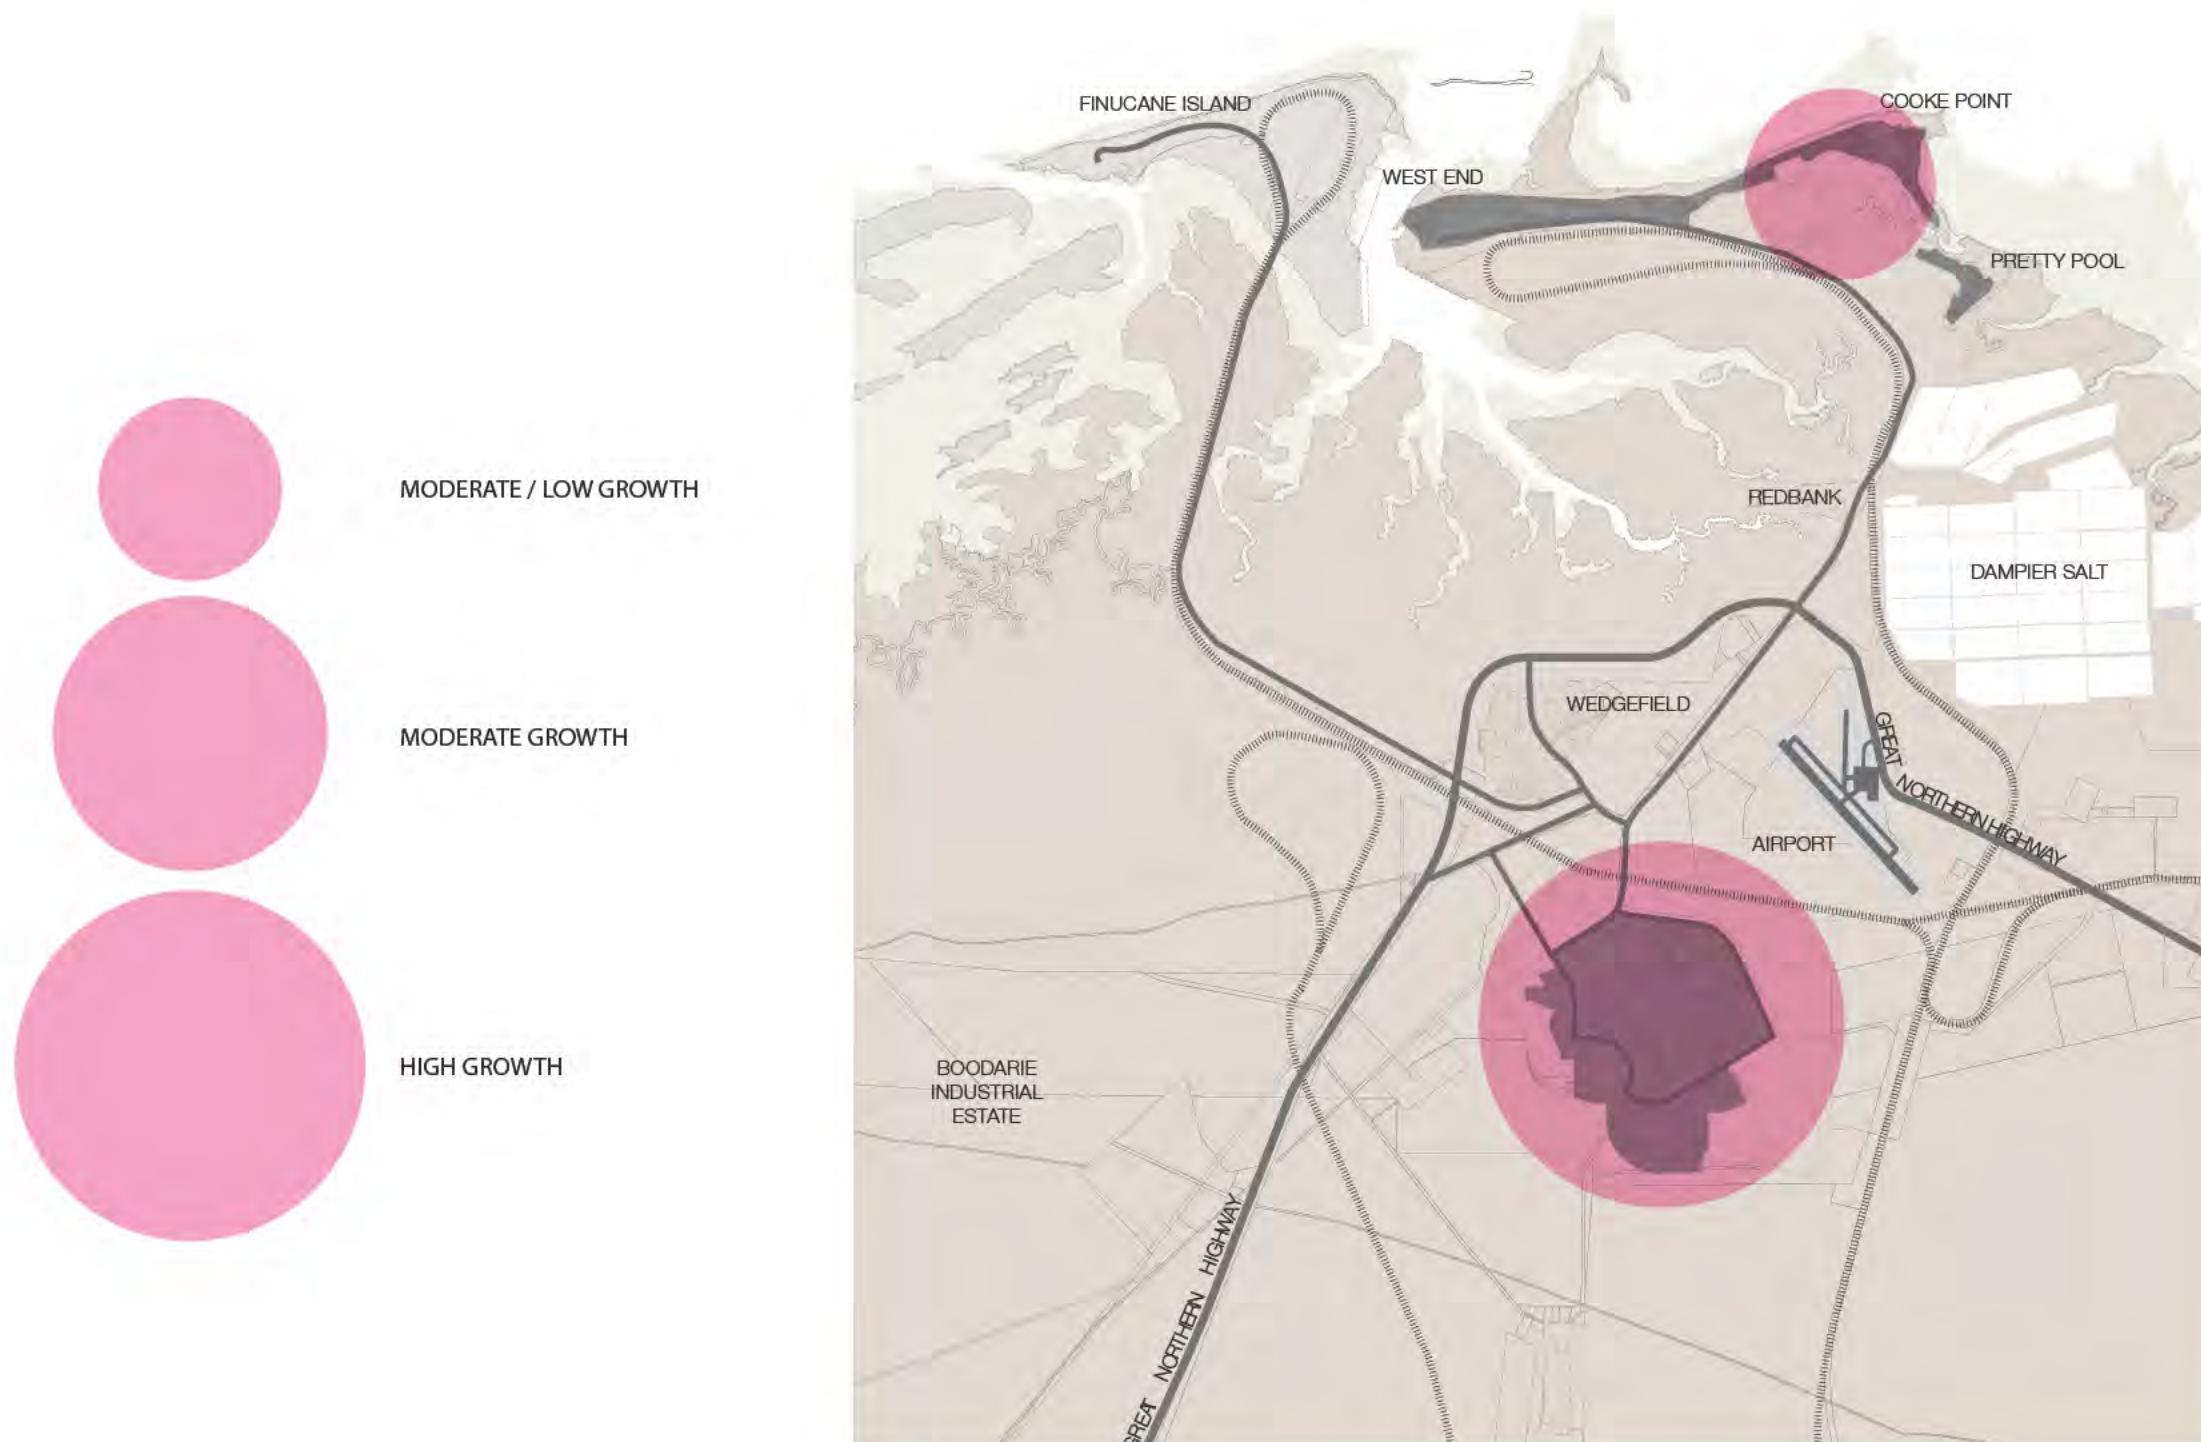 MODERATE / LOW GROWTH
MODERATE GROWTH
HIGH GROWTH
FINUCANE ISLAND
COOKE POINT
WEST END
PRETTY POOL
REDBANK
DAMPIER SALT
WEDGEFIELD
GREAT NORTHERN HIGHWAY
AIRPORT
BOODARIE
INDUSTRIAL
ESTATE
GREAT NORTHERN HIGHWAY